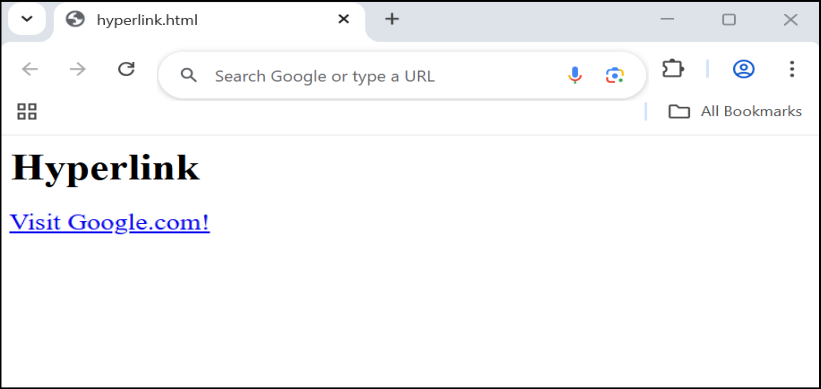 hyperlink.html
Search Google or type a URL
All Bookmarks
Hyperlink
Visit Google.com!